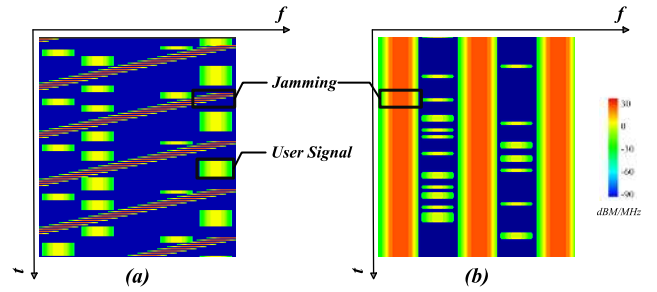 f
f
Jamming
User Signal
30
0
-30
-60
-90
dBM/MHz
t
(a)
t
(b)